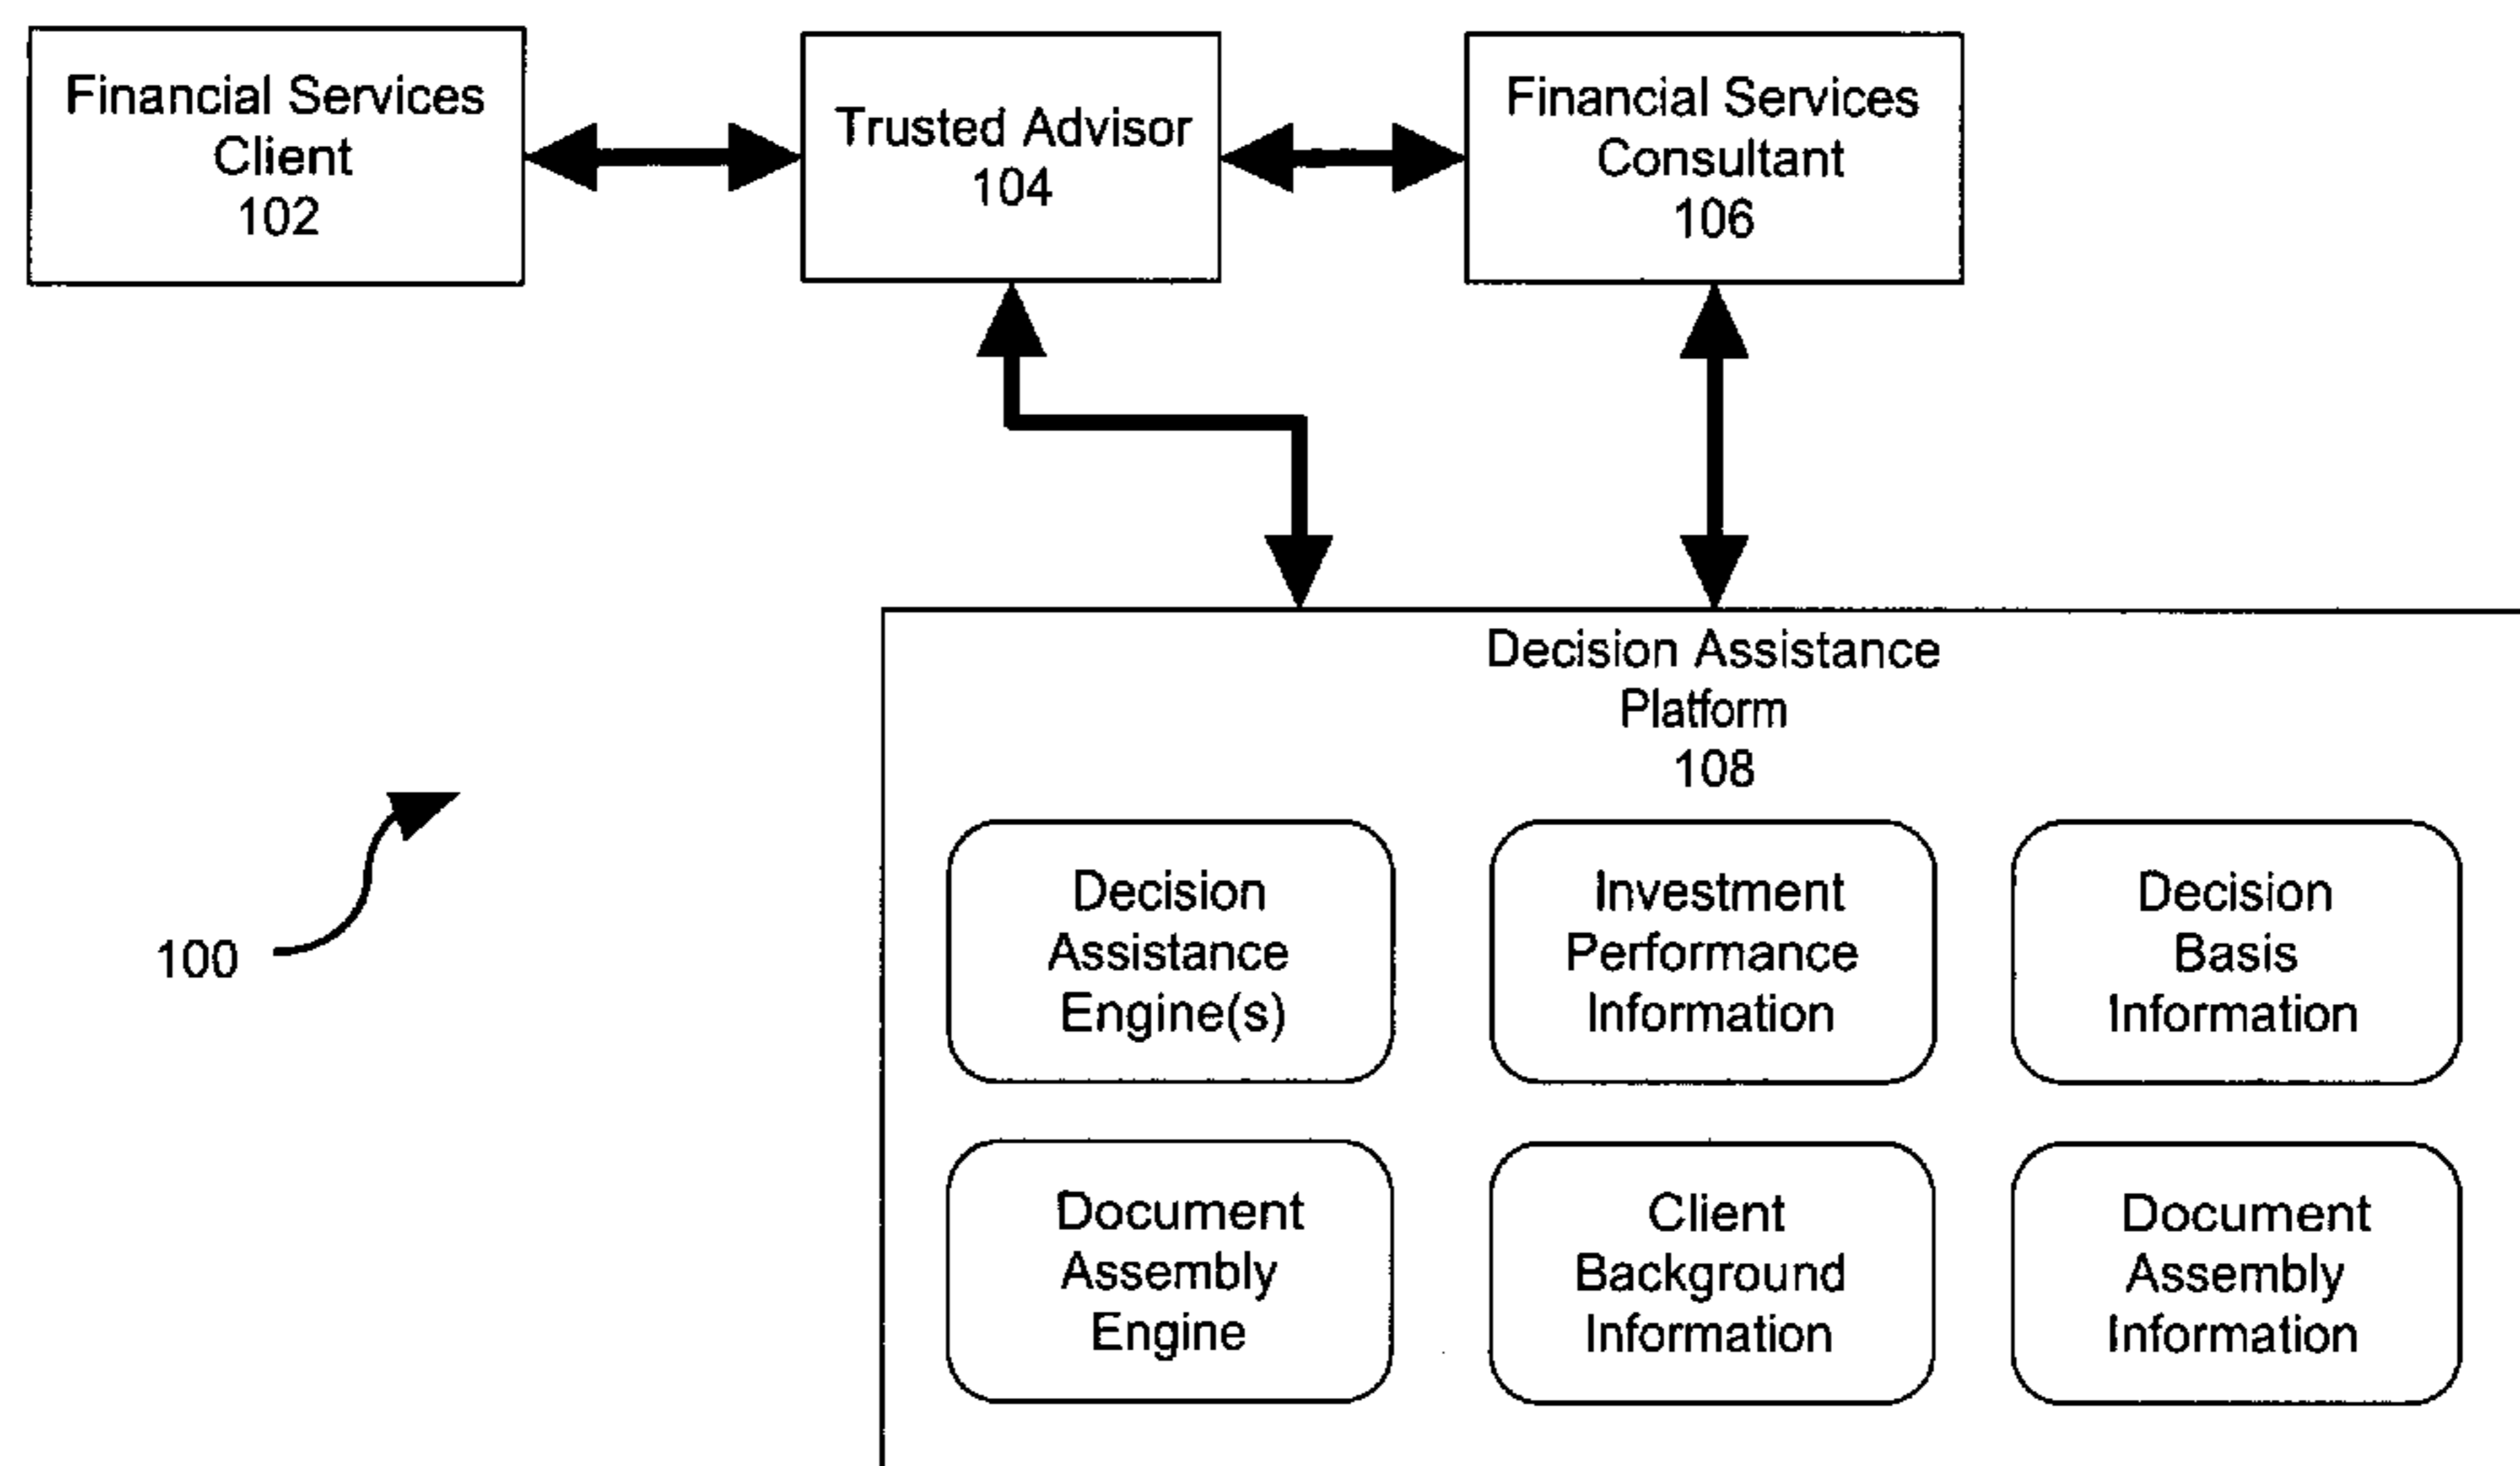 Financial Services
Client
102
Trusted Advisor
104
Financial Services
Consultant
106
Decision Assistance
Platform
108
100
Decision
Assistance
Engine(s)
Investment
Performance
Information
Decision
Basis
Information
Document
Assembly
Engine
Client
Background
Information
Document
Assembly
Information